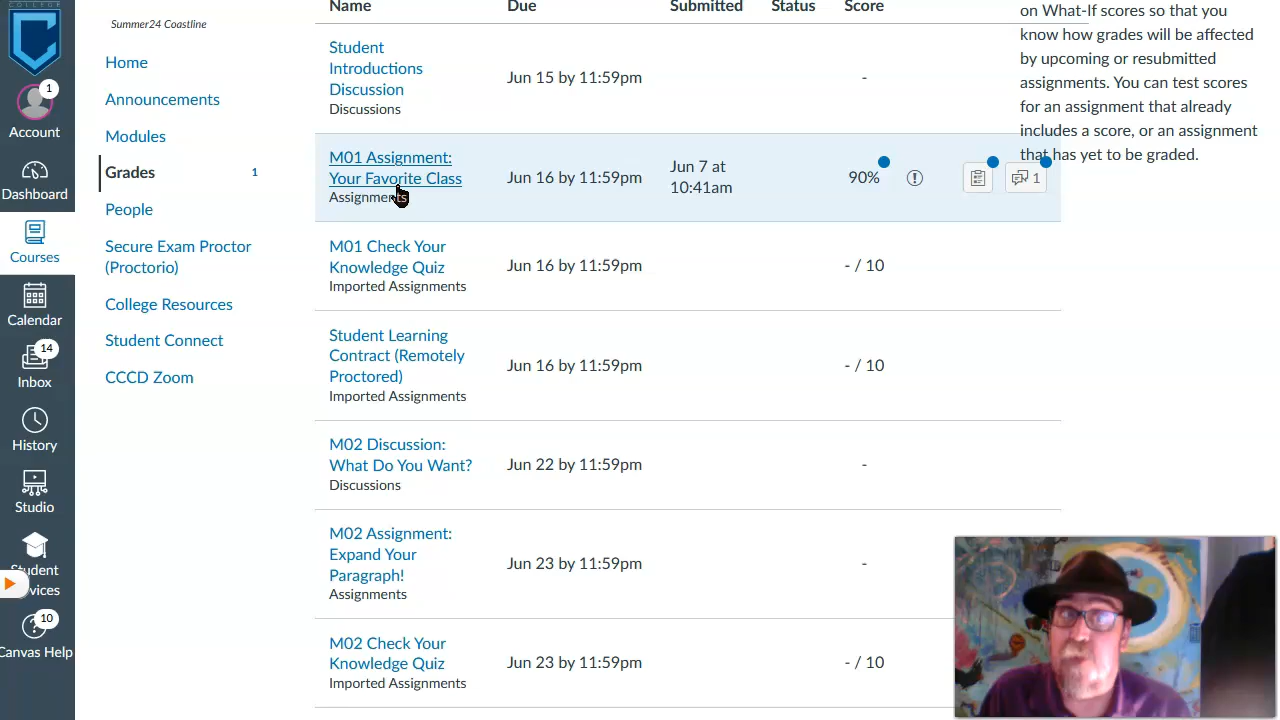 COLLEGE
Summer24 Coastline
1
Account
Dashboard
Courses
Calendar
14
Inbox
History
Studio
Student
vices
10
Canvas Help
Home
Announcements
Modules
Grades 1
People
Secure Exam Proctor
(Proctorio)
College Resources
Student Connect
CCCD Zoom
Name Due Submitted Status Score
Student
Introductions
Discussion
Discussions
Jun 15 by 11:59pm
-
M01 Assignment:
Your Favorite Class
Assignments
Jun 16 by 11:59pm
Jun 7 at
10:41am
90%
1
M01 Check Your
Knowledge Quiz
Imported Assignments
Jun 16 by 11:59pm
- / 10
Student Learning
Contract (Remotely
Proctored)
Imported Assignments
Jun 16 by 11:59pm
- / 10
M02 Discussion:
What Do You Want?
Discussions
Jun 22 by 11:59pm
-
M02 Assignment:
Expand Your
Paragraph!
Assignments
Jun 23 by 11:59pm
-
M02 Check Your
Knowledge Quiz
Imported Assignments
Jun 23 by 11:59pm
- / 10
on What-If scores so that you
know how grades will be affected
by upcoming or resubmitted
assignments. You can test scores
for an assignment that already
includes a score, or an assignment
that has yet to be graded.